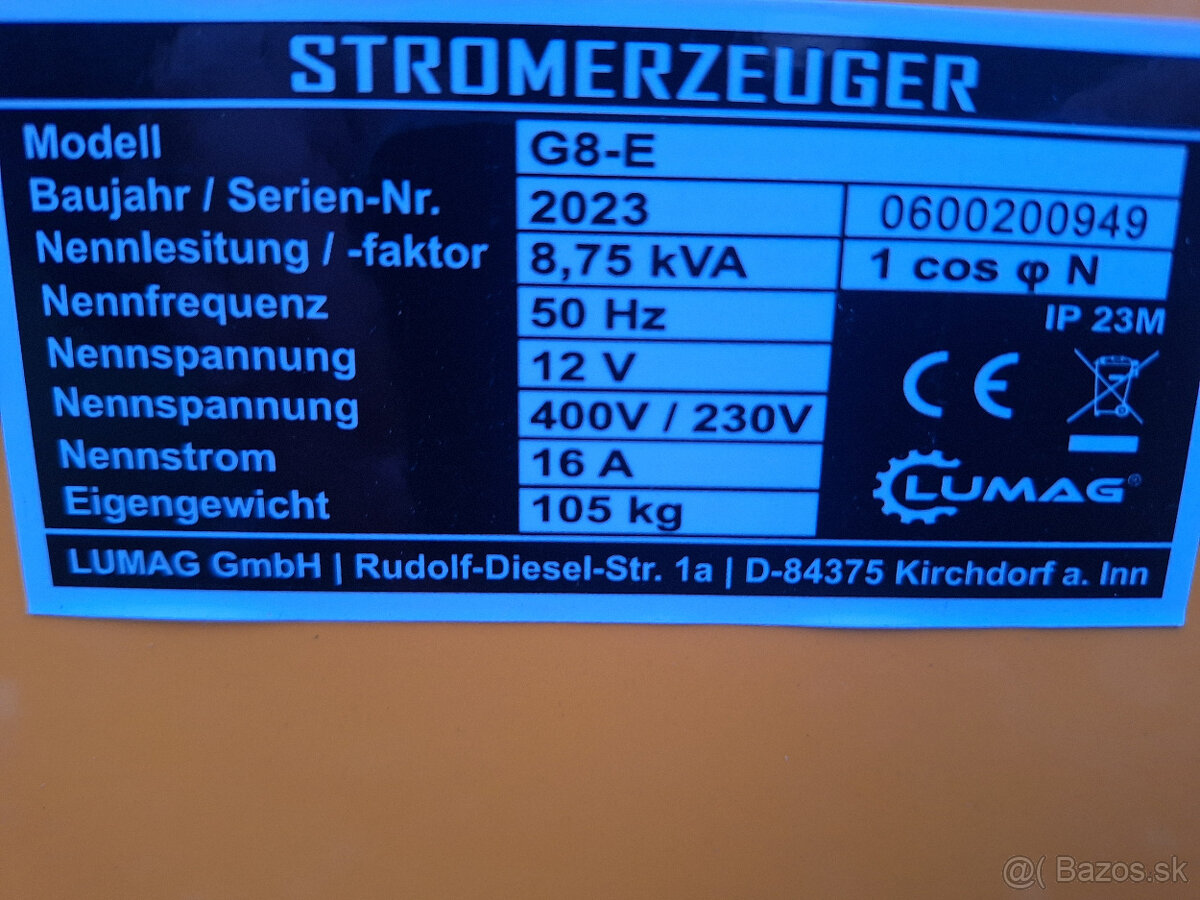 STROMERZEUGER
Modell G8-E
Baujahr / Serien-Nr. 2023 0600200949
Nennlesitung / -faktor 8,75 kVA 1 cos φ N
Nennfrequenz 50 Hz IP 23M
Nennspannung 12 V
Nennspannung 400V / 230V
Nennstrom 16 A
Eigengewicht 105 kg
CE
LUMAG®
LUMAG GmbH | Rudolf-Diesel-Str. 1a | D-84375 Kirchdorf a. Inn
@( Bazos.sk